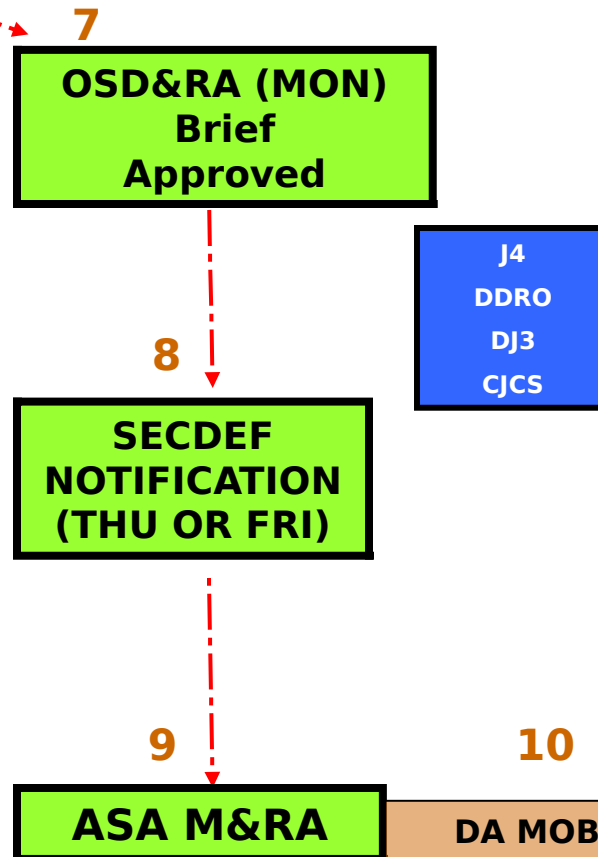 7
OSD&RA (MON)
Brief
Approved
J4
DDRO
DJ3
CJCS
8
SECDEF
NOTIFICATION
(THU OR FRI)
9
10
ASA M&RA
DA MOB